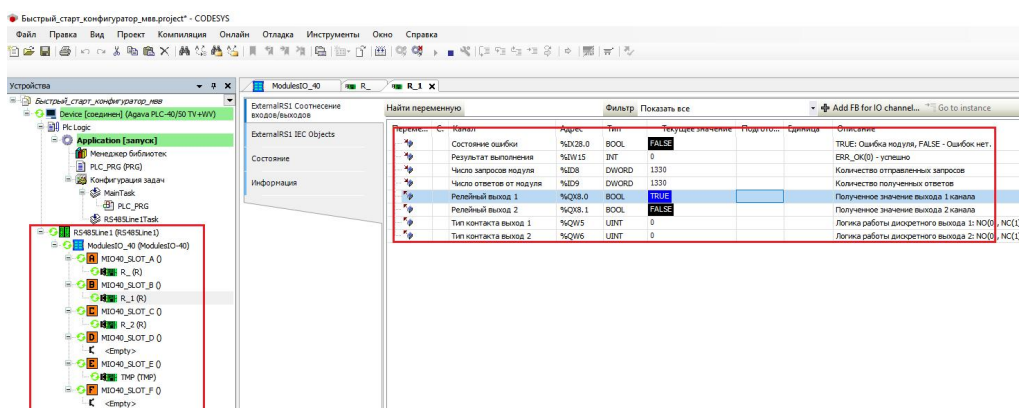 Быстрый_старт_конфигуратор_мвв.project* - CODESYS
Файл Правка Вид Проект Компиляция Онлайн Отладка Инструменты Окно Справка
Устройства
Быстрый_старт_конфигуратор_мвв
Device [соединен] (Agava PLC-40/50 TV+WV)
Plc Logic
Application [запуск]
Менеджер библиотек
PLC_PRG (PRG)
Конфигурация задач
MainTask
PLC_PRG
RS485Line1Task
RS485Line1 (RS485Line1)
ModulesIO_40 (ModulesIO-40)
A MIO40_SLOT_A ()
R_ (R)
B MIO40_SLOT_B ()
R_1 (R)
C MIO40_SLOT_C ()
R_2 (R)
D MIO40_SLOT_D ()
<Empty>
E MIO40_SLOT_E ()
TMP (TMP)
F MIO40_SLOT_F ()
<Empty>
ModulesIO_40 R_ R_1
ExternalRS1 Соотнесение входов/выходов
ExternalRS1 IEC Objects
Состояние
Информация
Найти переменную Фильтр Показать все Add FB for IO channel... Go to instance
Переме... С. Канал Адрес Тип Текущее значение Подгото... Единица Описание
Состояние ошибки %IX28.0 BOOL FALSE TRUE: Ошибка модуля, FALSE - Ошибок нет.
Результат выполнения %IW15 INT 0 ERR_OK(0) - успешно
Число запросов модуля %ID8 DWORD 1330 Количество отправленных запросов
Число ответов от модуля %ID9 DWORD 1330 Количество полученных ответов
Релейный выход 1 %QX8.0 BOOL TRUE Полученное значение выхода 1 канала
Релейный выход 2 %QX8.1 BOOL FALSE Полученное значение выхода 2 канала
Тип контакта выход 1 %QW5 UINT 0 Логика работы дискретного выхода 1: NO(0), NC(1)
Тип контакта выход 2 %QW6 UINT 0 Логика работы дискретного выхода 2: NO(0), NC(1)